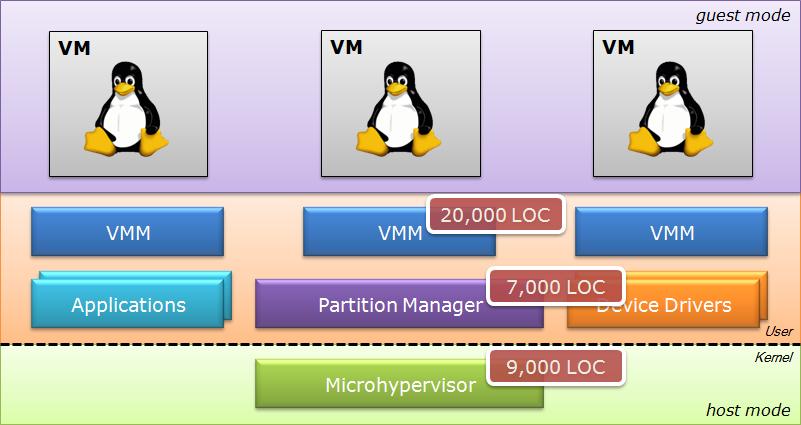 guest mode
VM
VM
VM
20,000 LOC
VMM
VMM
VMM
7,000 LOC
Applications
Partition Manager
Device Drivers
User
Kernel
9,000 LOC
Microhypervisor
host mode